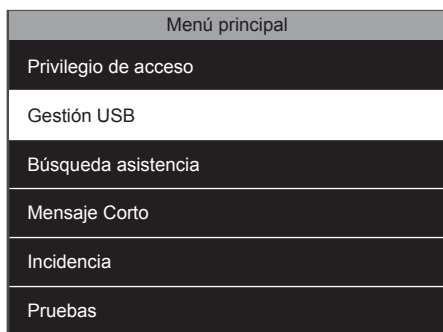 Menú principal
Privilegio de acceso
Gestión USB
Búsqueda asistencia
Mensaje Corto
Incidencia
Pruebas